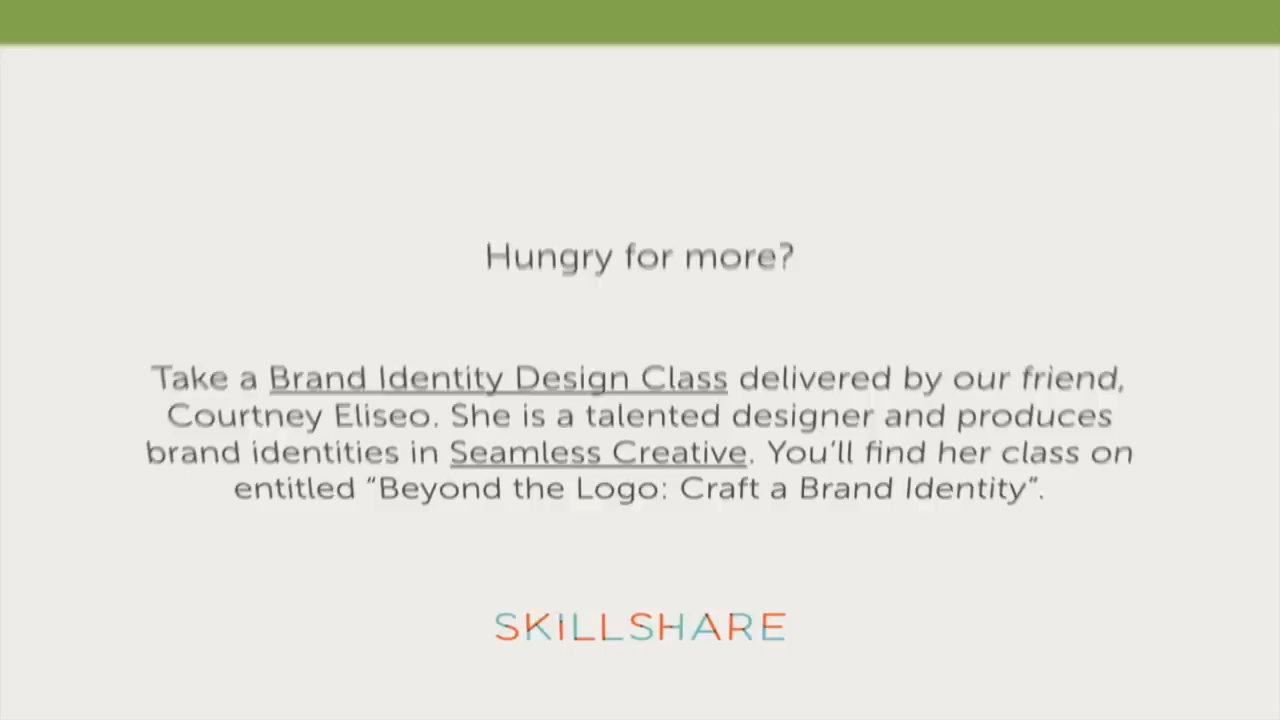 Hungry for more?
Take a Brand Identity Design Class delivered by our friend,
Courtney Eliseo. She is a talented designer and produces
brand identities in Seamless Creative. You’ll find her class on
entitled “Beyond the Logo: Craft a Brand Identity”.
SKILLSHARE